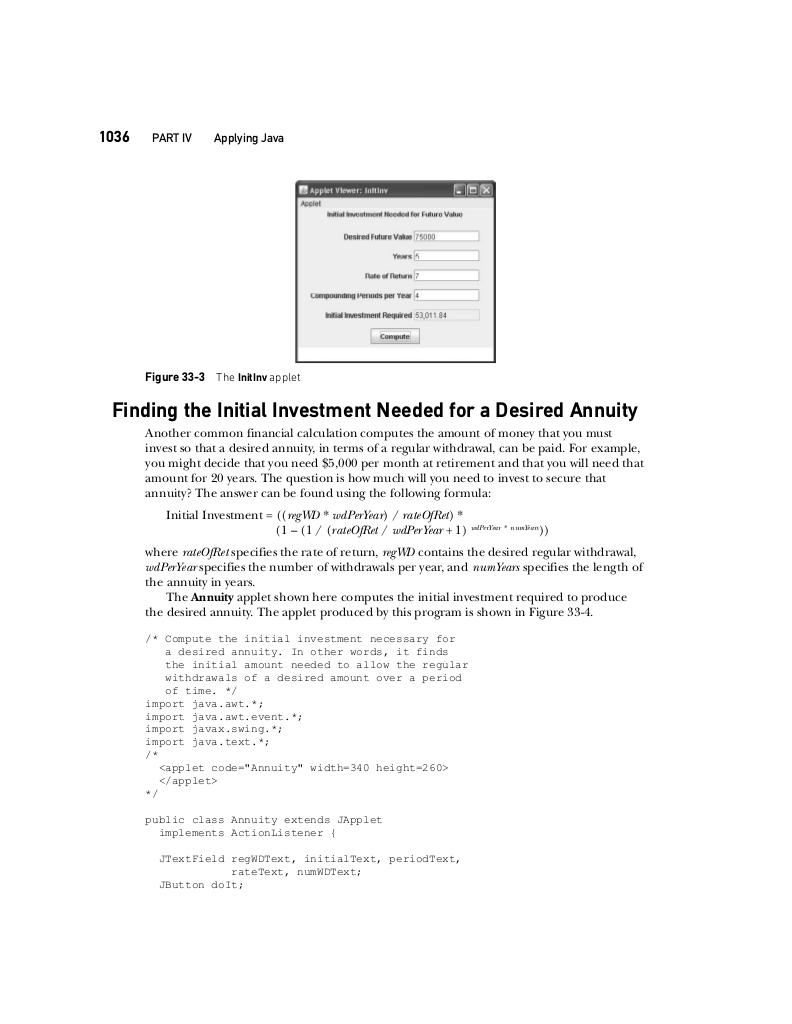 1036 PART IV Applying Java
Applet Viewer: InitInv
Applet
Initial Investment Needed for Future Value
Desired Future Value 75000
Years 5
Rate of Return 7
Compounding Periods per Year 4
Initial Investment Required 53,011.84
Compute
Figure 33-3 The InitInv applet
Finding the Initial Investment Needed for a Desired Annuity
Another common financial calculation computes the amount of money that you must
invest so that a desired annuity, in terms of a regular withdrawal, can be paid. For example,
you might decide that you need $5,000 per month at retirement and that you will need that
amount for 20 years. The question is how much will you need to invest to secure that
annuity? The answer can be found using the following formula:
Initial Investment = ((regWD * wdPerYear) / rateOfRet) *
(1 – (1 / (rateOfRet / wdPerYear + 1) wdPerYear * numYears))
where rateOfRet specifies the rate of return, regWD contains the desired regular withdrawal,
wdPerYear specifies the number of withdrawals per year, and numYears specifies the length of
the annuity in years.
The Annuity applet shown here computes the initial investment required to produce
the desired annuity. The applet produced by this program is shown in Figure 33-4.
/* Compute the initial investment necessary for
a desired annuity. In other words, it finds
the initial amount needed to allow the regular
withdrawals of a desired amount over a period
of time. */
import java.awt.*;
import java.awt.event.*;
import javax.swing.*;
import java.text.*;
/*
<applet code="Annuity" width=340 height=260>
</applet>
*/
public class Annuity extends JApplet
implements ActionListener {
JTextField regWDText, initialText, periodText,
rateText, numWDText;
JButton doIt;